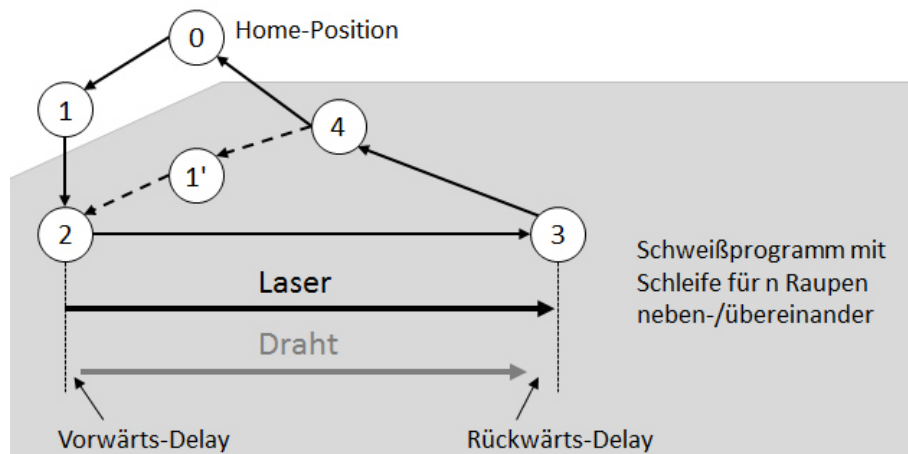 0
Home-Position
1
4
1'
2
3
Schweißprogramm mit
Schleife für n Raupen
neben-/übereinander
Laser
Draht
Vorwärts-Delay
Rückwärts-Delay